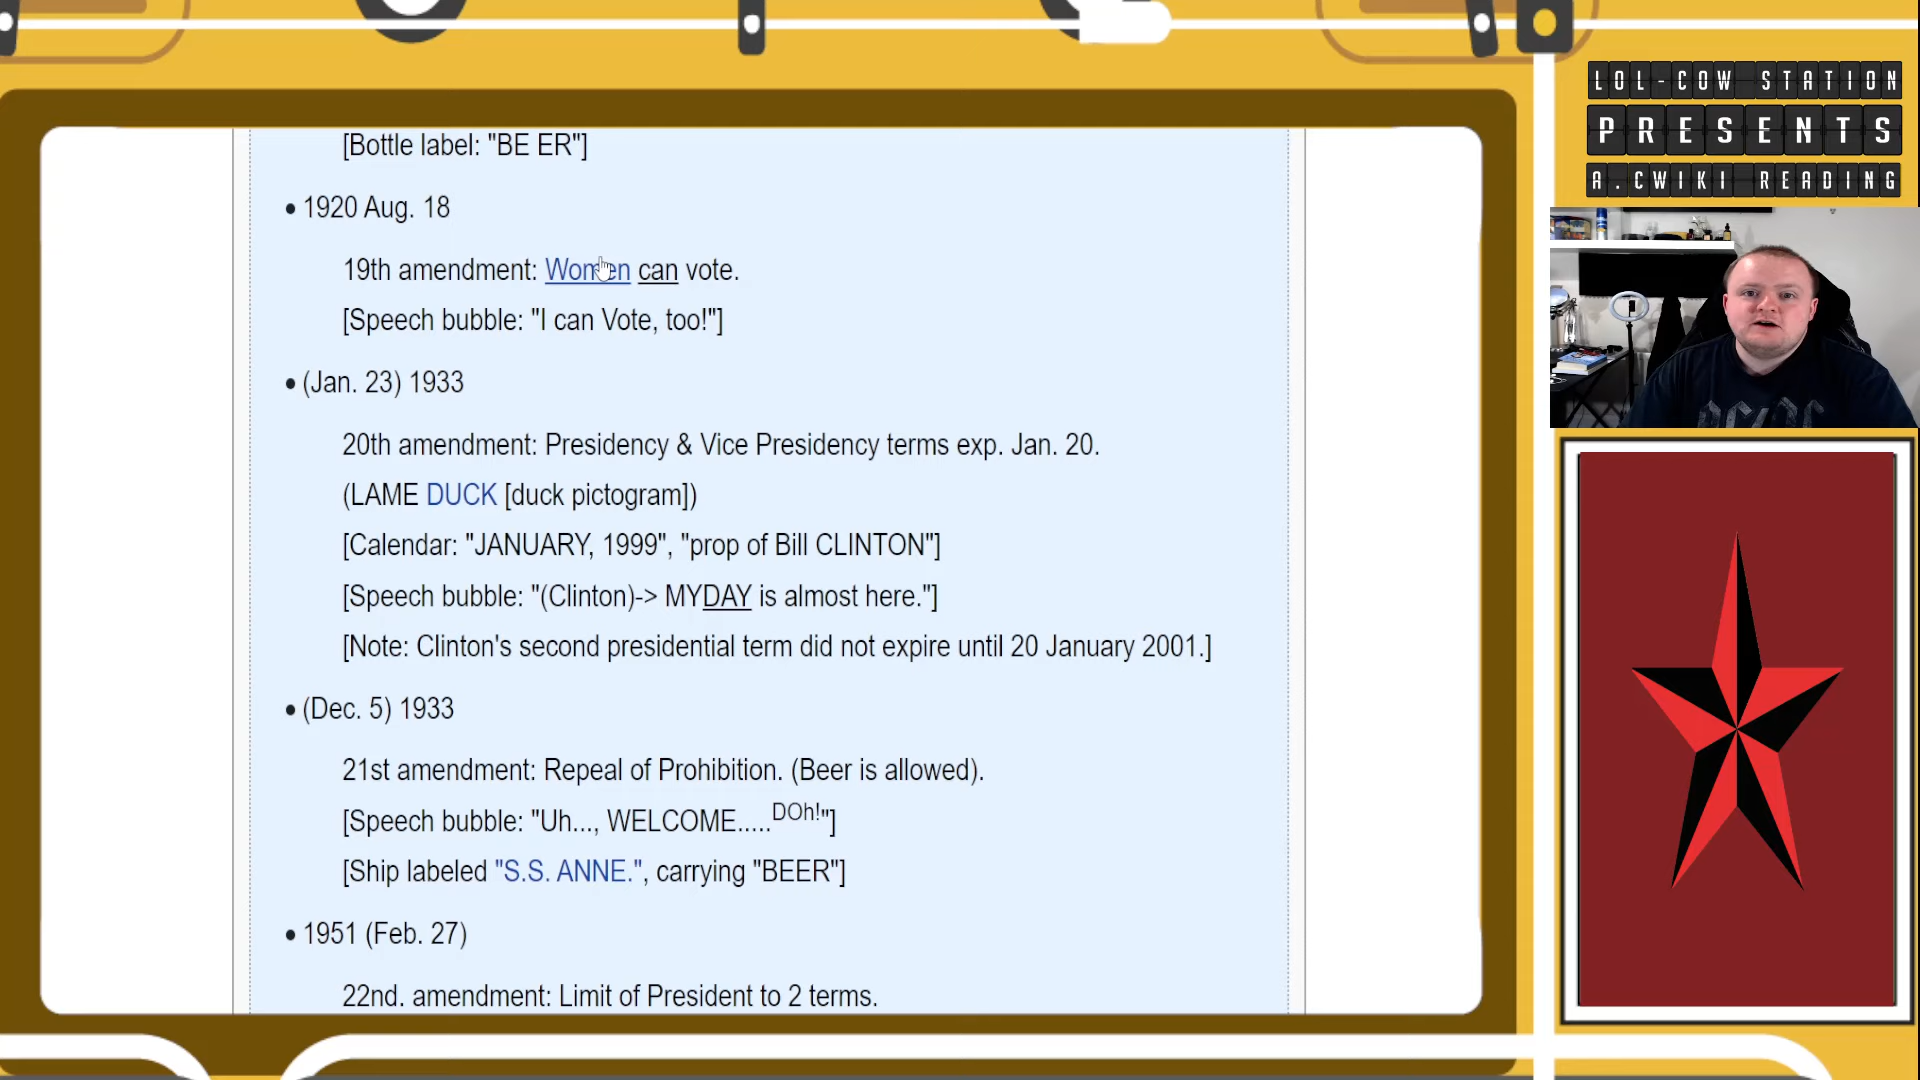 [Bottle label: "BE ER"]
1920 Aug. 18
19th amendment: Women can vote.
[Speech bubble: "I can Vote, too!"]
(Jan. 23) 1933
20th amendment: Presidency & Vice Presidency terms exp. Jan. 20.
(LAME DUCK [duck pictogram])
[Calendar: "JANUARY, 1999", "prop of Bill CLINTON"]
[Speech bubble: "(Clinton)-> MYDAY is almost here."]
[Note: Clinton's second presidential term did not expire until 20 January 2001.]
(Dec. 5) 1933
21st amendment: Repeal of Prohibition. (Beer is allowed).
[Speech bubble: "Uh..., WELCOME.....DOh!"]
[Ship labeled "S.S. ANNE.", carrying "BEER"]
1951 (Feb. 27)
22nd. amendment: Limit of President to 2 terms.
LOL-COW STATION
PRESENTS
A.CWIKI READING
AC/DC